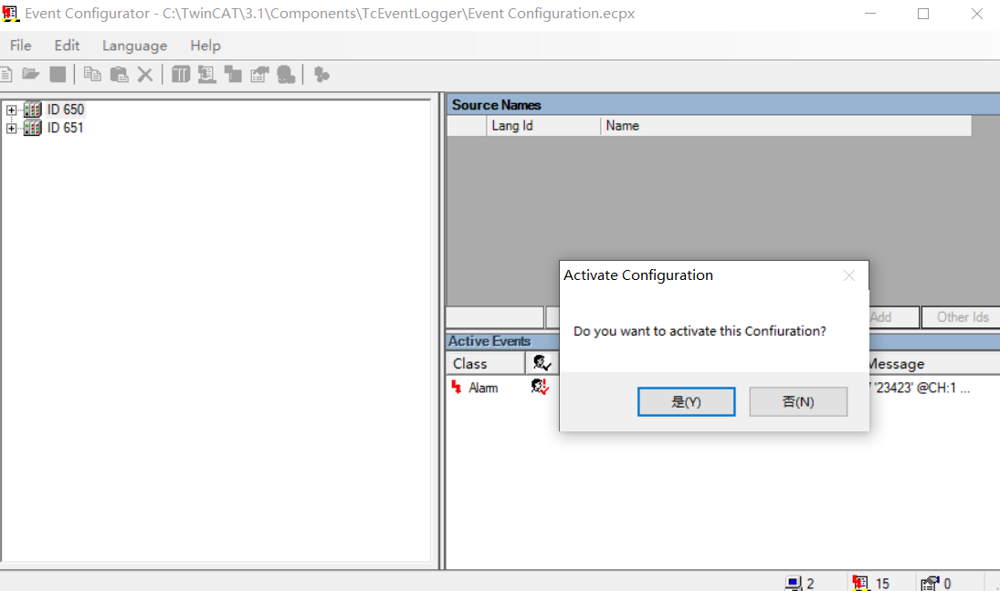 Event Configurator - C:\TwinCAT\3.1\Components\TcEventLogger\Event Configuration.ecpx
File Edit Language Help
ID 650
ID 651
Source Names
Lang Id Name
Activate Configuration
Do you want to activate this Confiuration?
是(Y) 否(N)
Add Other Ids
Active Events
Class Message
Alarm '23423' @CH:1 ...
2 15 0